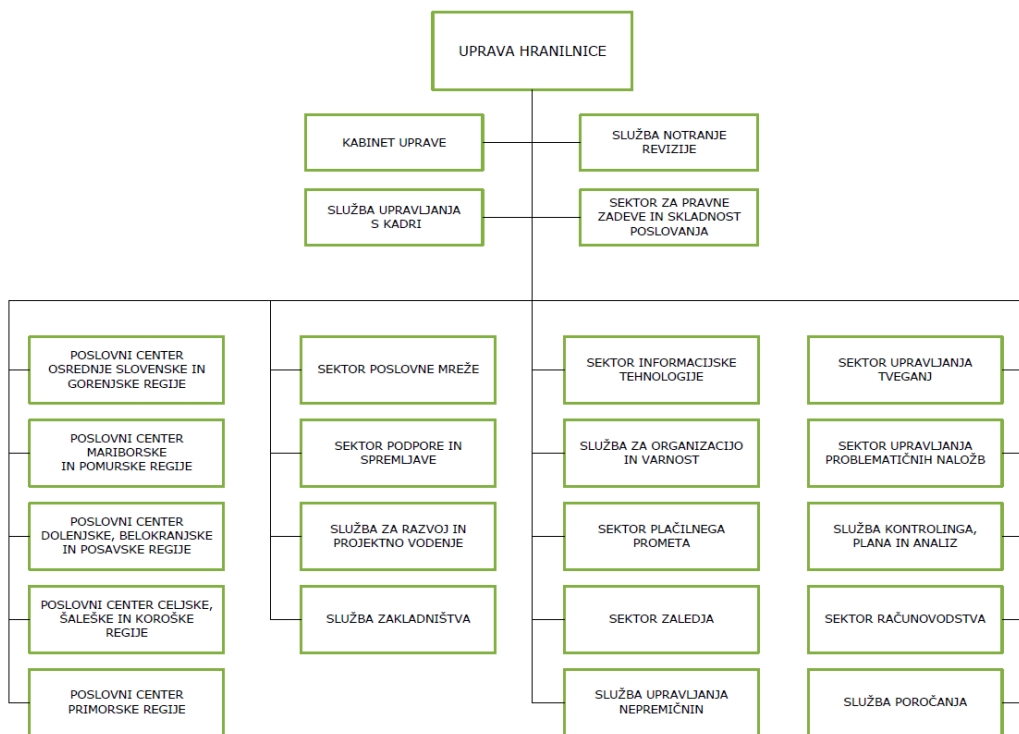 UPRAVA HRANILNICE
KABINET UPRAVE
SLUŽBA NOTRANJE
REVIZIJE
SLUŽBA UPRAVLJANJA
S KADRI
SEKTOR ZA PRAVNE
ZADEVE IN SKLADNOST
POSLOVANJA
POSLOVNI CENTER
OSREDNJE SLOVENSKE IN
GORENJSKE REGIJE
SEKTOR POSLOVNE MREŽE
SEKTOR INFORMACIJSKE
TEHNOLOGIJE
SEKTOR UPRAVLJANJA
TVEGANJ
POSLOVNI CENTER
MARIBORSKE
IN POMURSKE REGIJE
SEKTOR PODPORE IN
SPREMLJAVE
SLUŽBA ZA ORGANIZACIJO
IN VARNOST
SEKTOR UPRAVLJANJA
PROBLEMATIČNIH NALOŽB
POSLOVNI CENTER
DOLENJSKE, BELOKRANJSKE
IN POSAVSKE REGIJE
SLUŽBA ZA RAZVOJ IN
PROJEKTNO VODENJE
SEKTOR PLAČILNEGA
PROMETA
SLUŽBA KONTROLINGA,
PLANA IN ANALIZ
POSLOVNI CENTER CELJSKE,
ŠALEŠKE IN KOROŠKE
REGIJE
SLUŽBA ZAKLADNIŠTVA
SEKTOR ZALEDJA
SEKTOR RAČUNOVODSTVA
POSLOVNI CENTER
PRIMORSKE REGIJE
SLUŽBA UPRAVLJANJA
NEPREMIČNIN
SLUŽBA POROČANJA